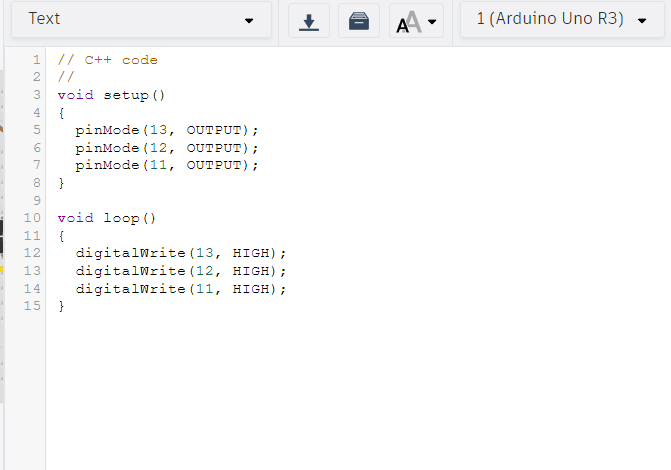 Text
1 (Arduino Uno R3)
1 // C++ code
2 //
3 void setup()
4 {
5   pinMode(13, OUTPUT);
6   pinMode(12, OUTPUT);
7   pinMode(11, OUTPUT);
8 }
9
10 void loop()
11 {
12   digitalWrite(13, HIGH);
13   digitalWrite(12, HIGH);
14   digitalWrite(11, HIGH);
15 }